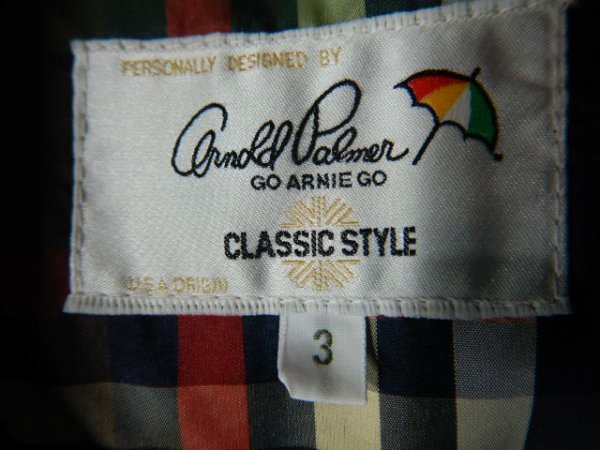 PERSONALLY DESIGNED BY
Arnold Palmer
GO ARNIE GO
CLASSIC STYLE
U.S.A ORIGIN
3